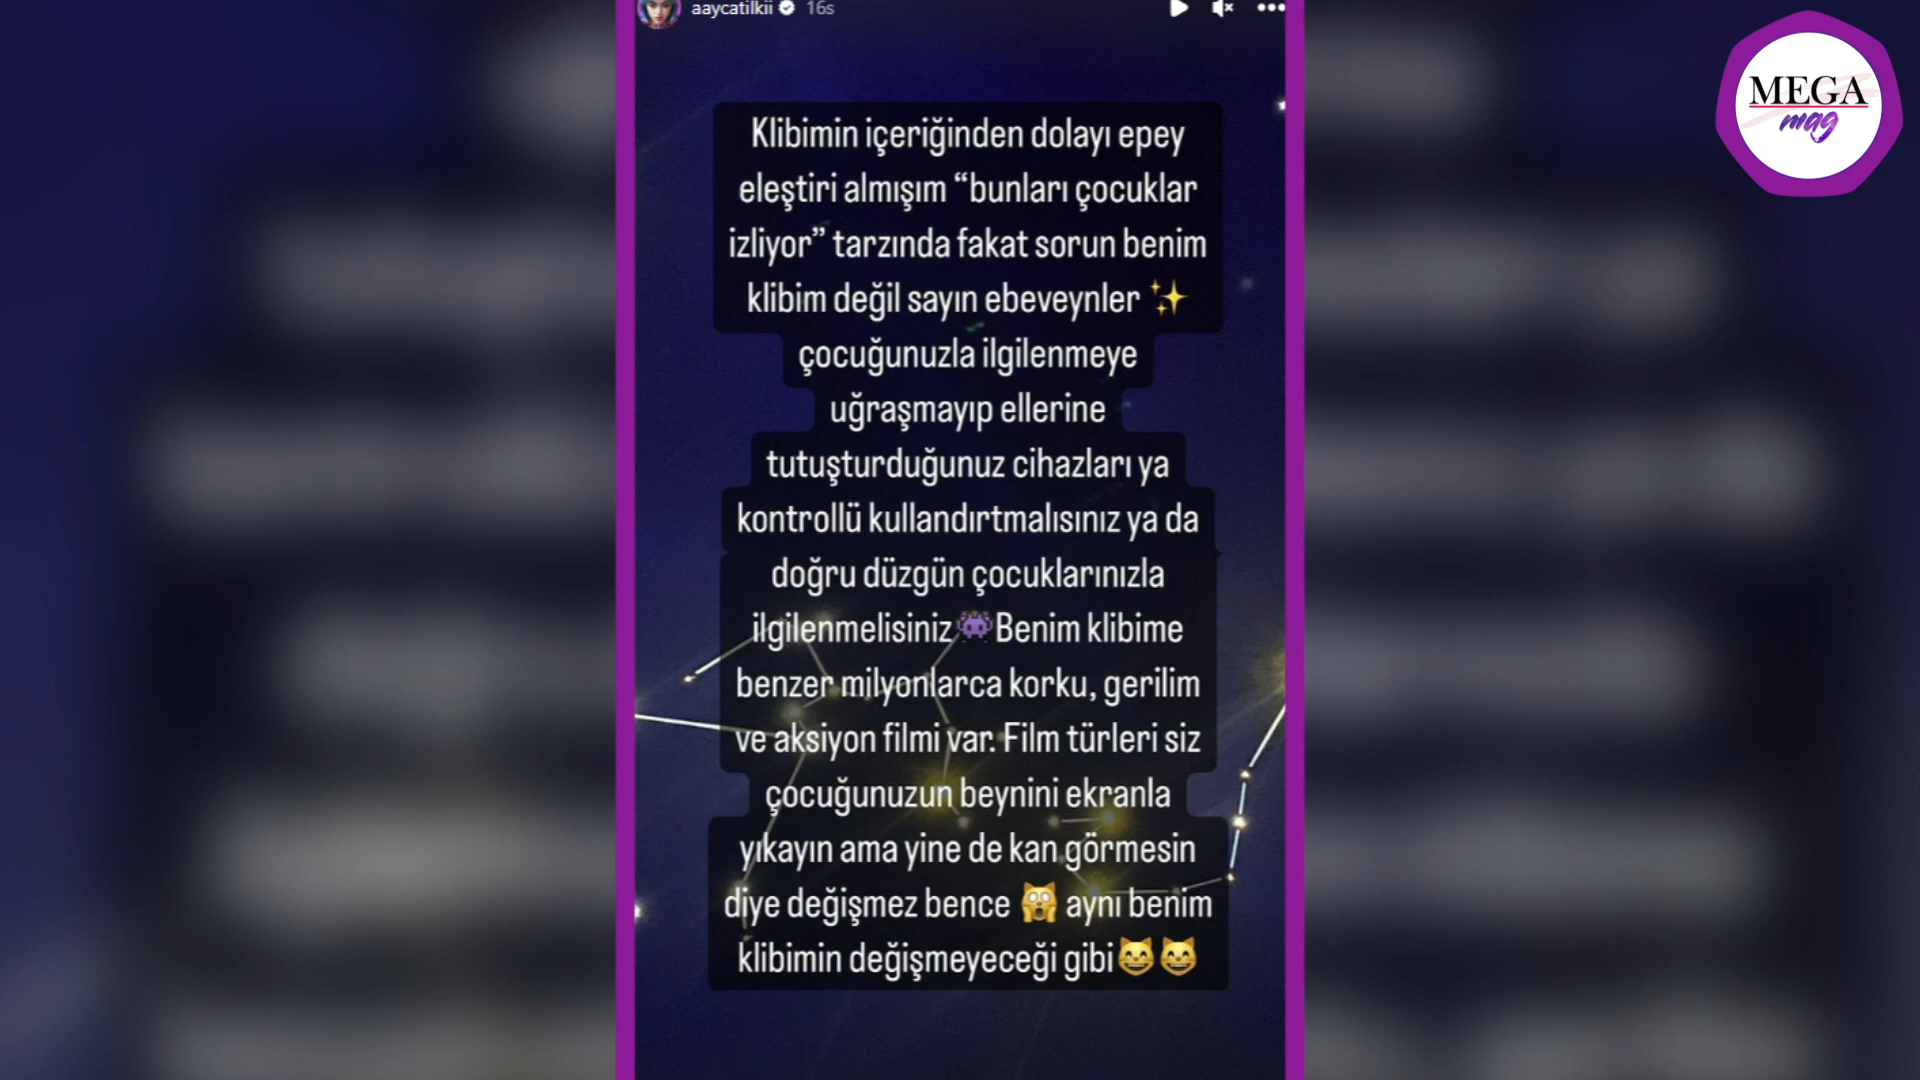 aaycatilkii 16s
MEGA
mag
Klibimin içeriğinden dolayı epey
eleştiri almışım “bunları çocuklar
izliyor” tarzında fakat sorun benim
klibim değil sayın ebeveynler ✨
çocuğunuzla ilgilenmeye
uğraşmayıp ellerine
tutuşturduğunuz cihazları ya
kontrollü kullandırtmalısınız ya da
doğru düzgün çocuklarınızla
ilgilenmelisiniz👾Benim klibime
benzer milyonlarca korku, gerilim
ve aksiyon filmi var. Film türleri siz
çocuğunuzun beynini ekranla
yıkayın ama yine de kan görmesin
diye değişmez bence 🙀 aynı benim
klibimin değişmeyeceği gibi😸😸